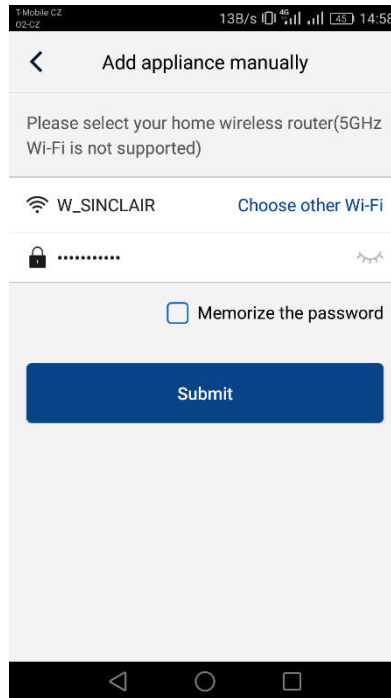 T-Mobile CZ
O2-CZ
13B/s 4G 45 14:58
Add appliance manually
Please select your home wireless router(5GHz
Wi-Fi is not supported)
W_SINCLAIR Choose other Wi-Fi
•••••••••••
Memorize the password
Submit